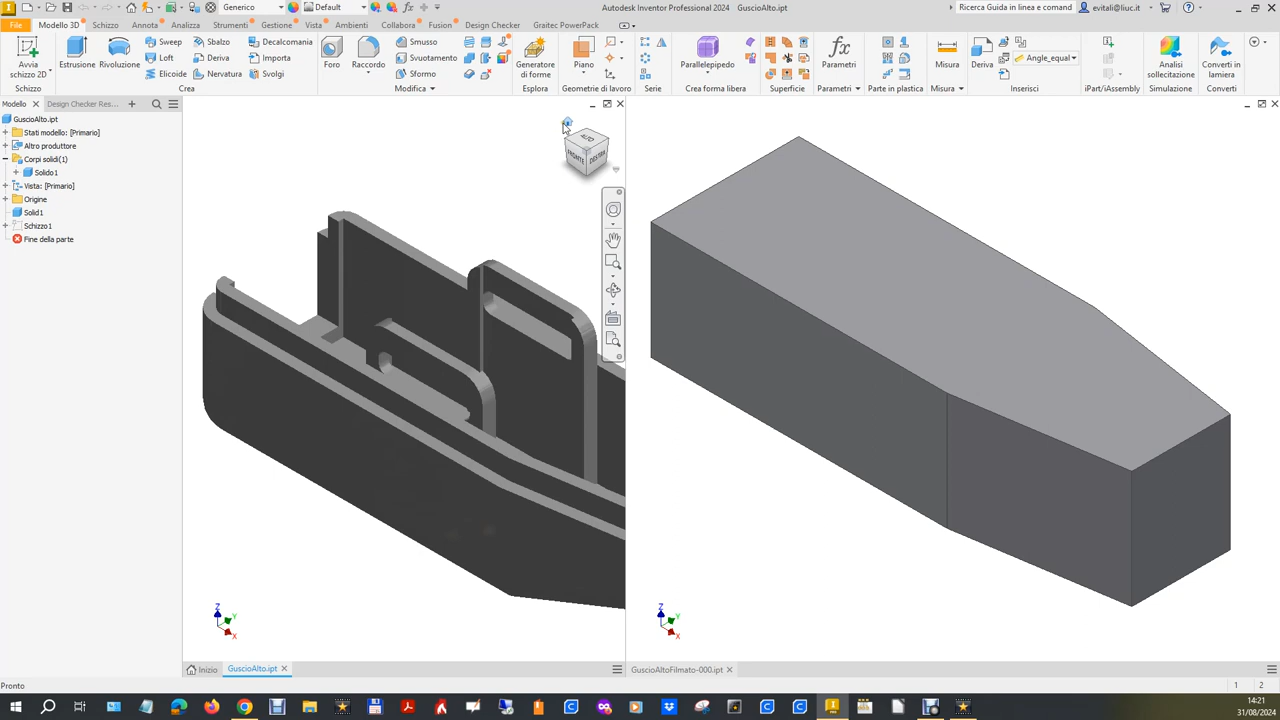 Generico
Default
Autodesk Inventor Professional 2024 GuscioAlto.ipt
Ricerca Guida in linea e comand
evitali@liuc.it
File Modello 3D Schizzo Annota Analizza Strumenti Gestione Vista Ambienti Collabora Fusion Design Checker Graitec PowerPack
Avvia schizzo 2D
Estrusione
Rivoluzione
Sweep
Loft
Elicoide
Sbalzo
Deriva
Nervatura
Decalcomania
Importa
Svolgi
Foro
Raccordo
Smusso
Svuotamento
Sformo
Generatore di forme
Piano
Parallelepipedo
Parametri
Misura
Deriva
Angle_equal
Analisi sollecitazione
Converti in lamiera
Schizzo
Crea
Modifica
Esplora
Geometrie di lavoro
Serie
Crea forma libera
Superficie
Parametri
Parte in plastica
Misura
Inserisci
iPart/iAssembly
Simulazione
Converti
Modello
Design Checker Res...
GuscioAlto.ipt
Stati modello: [Primario]
Altro produttore
Corpi solidi(1)
Solido1
Vista: [Primario]
Origine
Solid1
Schizzo1
Fine della parte
ALTO
FRONTE
DESTRA
Z
Y
X
Z
Y
X
Inizio
GuscioAlto.ipt
GuscioAltoFilmato-000.ipt
Pronto
1
2
14:21
31/08/2024